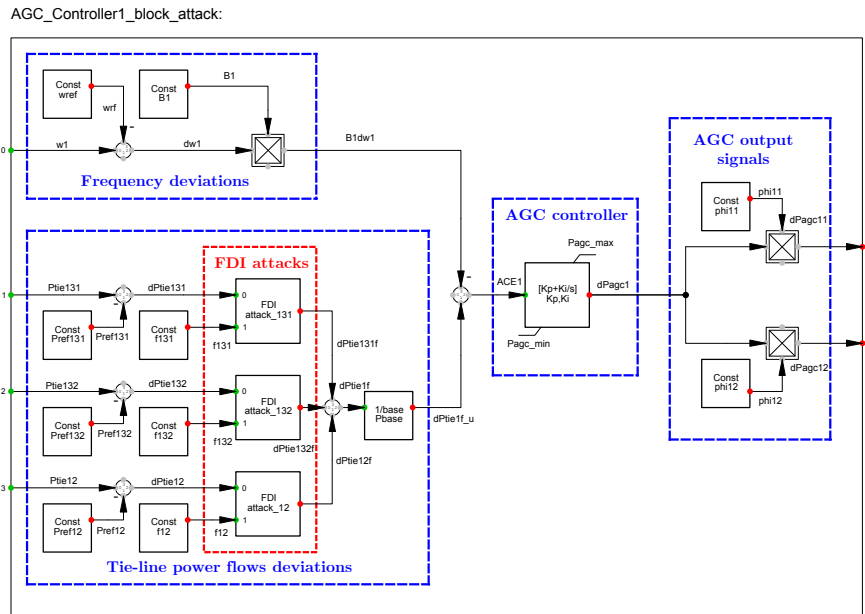 AGC_Controller1_block_attack:
Const
wref
wrf
Const
B1
B1
0
w1
-
dw1
B1dw1
Frequency deviations
AGC output
signals
Const
phi11
phi11
dPagc11
AGC controller
Pagc_max
ACE1
[Kp+Ki/s]
Kp,Ki
dPagc1
Pagc_min
-
Const
phi12
phi12
dPagc12
FDI attacks
1
Ptie131
-
dPtie131
Const
Pref131
Pref131
Const
f131
f131
0
1
FDI
attack_131
dPtie131f
2
Ptie132
-
dPtie132
Const
Pref132
Pref132
Const
f132
f132
0
1
FDI
attack_132
dPtie132f
dPtie1f
1/base
Pbase
dPtie1f_u
3
Ptie12
-
dPtie12
Const
Pref12
Pref12
Const
f12
f12
0
1
FDI
attack_12
dPtie12f
Tie-line power flows deviations